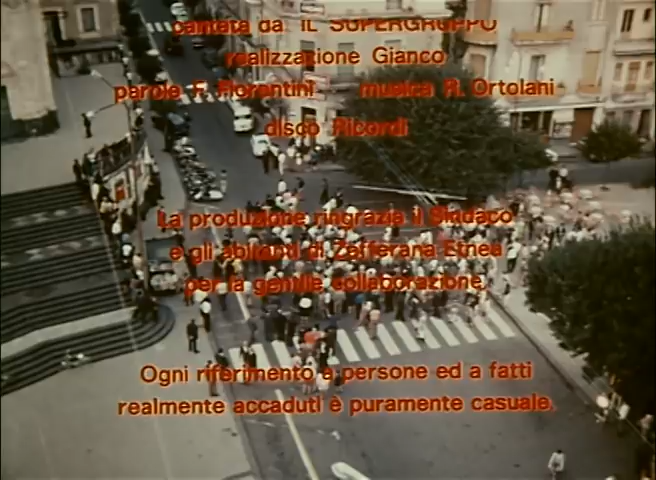 cantata da IL SUPERGRUPPO
realizzazione Gianco
parole F. Fiorentini musica R. Ortolani
disco Ricordi
La produzione ringrazia il Sindaco
e gli abitanti di Zafferana Etnea
per la gentile collaborazione.
Ogni riferimento a persone ed a fatti
realmente accaduti è puramente casuale.